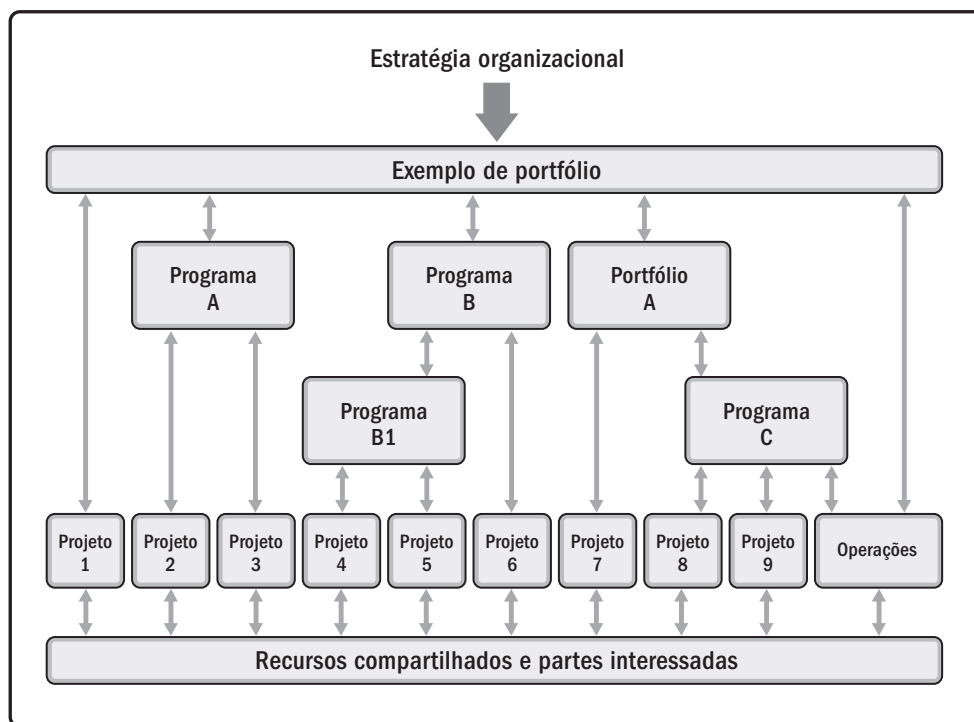 Estratégia organizacional
Exemplo de portfólio
Programa
A
Programa
B
Portfólio
A
Programa
B1
Programa
C
Projeto
1
Projeto
2
Projeto
3
Projeto
4
Projeto
5
Projeto
6
Projeto
7
Projeto
8
Projeto
9
Operações
Recursos compartilhados e partes interessadas